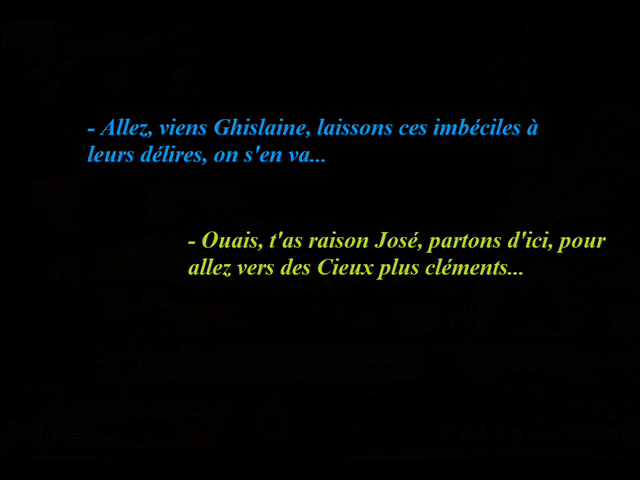 - Allez, viens Ghislaine, laissons ces imbéciles à
leurs délires, on s'en va...
- Ouais, t'as raison José, partons d'ici, pour
allez vers des Cieux plus cléments...